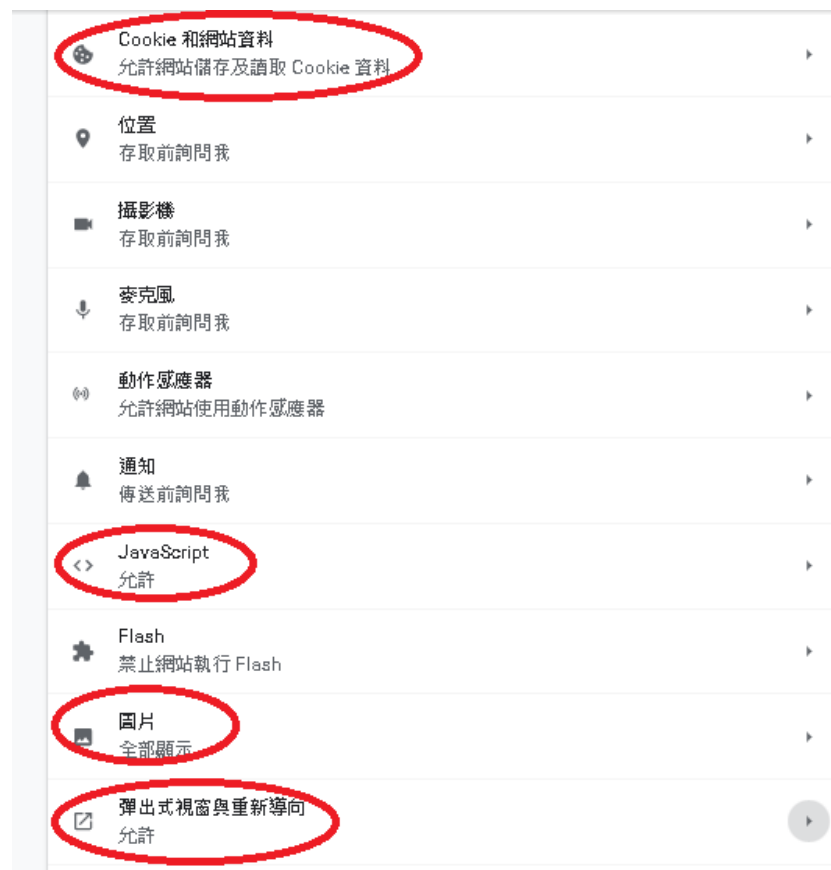 Cookie 和網站資料
允許網站儲存及讀取 Cookie 資料
位置
存取前詢問我
攝影機
存取前詢問我
麥克風
存取前詢問我
動作感應器
允許網站使用動作感應器
通知
傳送前詢問我
JavaScript
允許
Flash
禁止網站執行 Flash
圖片
全部顯示
彈出式視窗與重新導向
允許